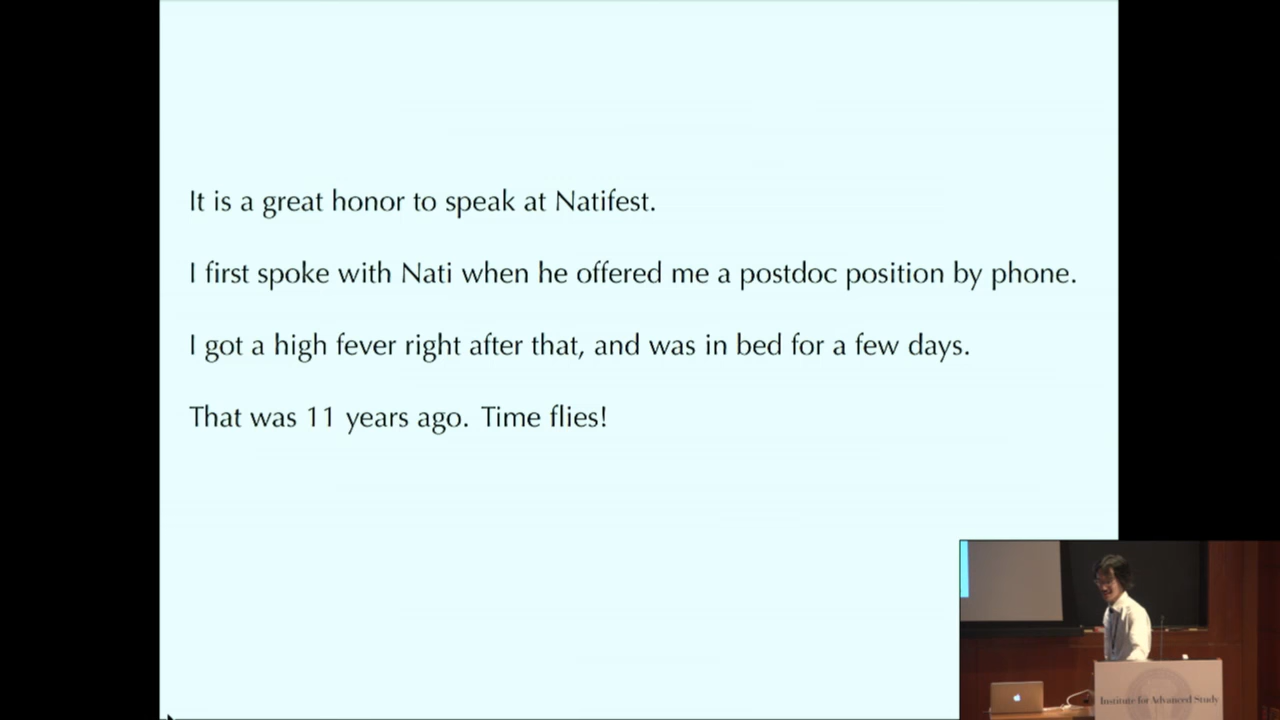 It is a great honor to speak at Natifest.
I first spoke with Nati when he offered me a postdoc position by phone.
I got a high fever right after that, and was in bed for a few days.
That was 11 years ago. Time flies!
Institute for Advanced Study